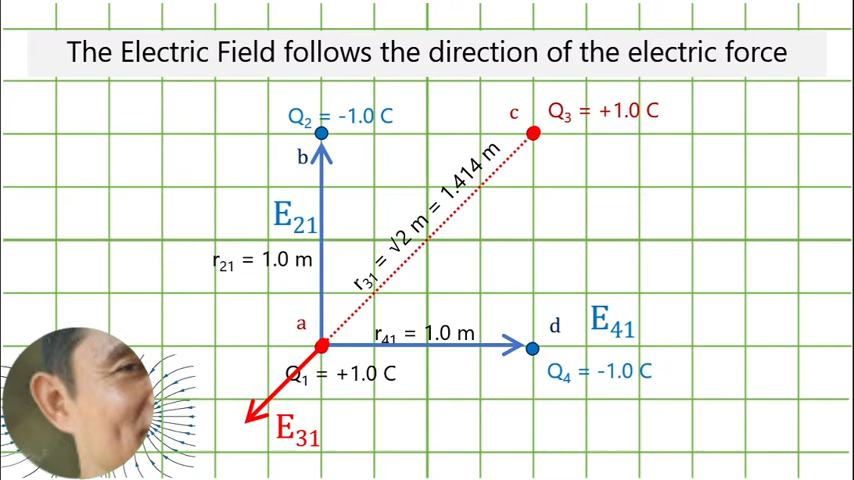 The Electric Field follows the direction of the electric force
Q₂ = -1.0 C
c Q₃ = +1.0 C
b
E₂₁
r₃₁ = √2 m = 1.414 m
r₂₁ = 1.0 m
a
r₄₁ = 1.0 m
d E₄₁
Q₁ = +1.0 C
Q₄ = -1.0 C
E₃₁